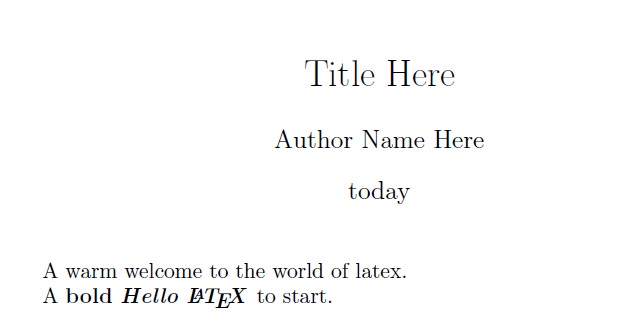 Title Here
Author Name Here
today
A warm welcome to the world of latex.
A bold Hello LATEX to start.